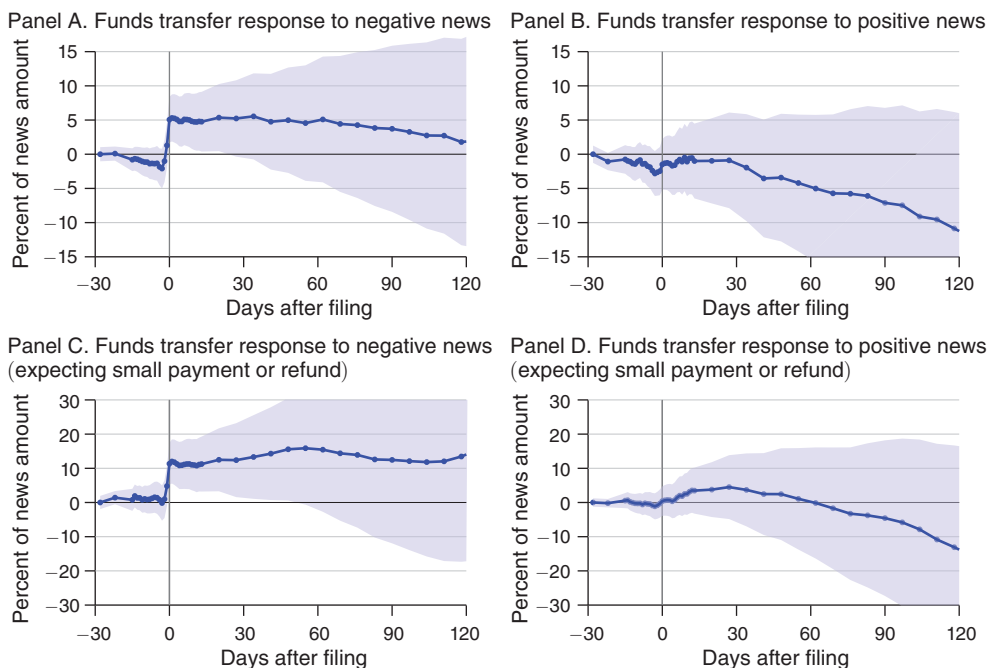 Panel A. Funds transfer response to negative news
Percent of news amount
15
10
5
0
−5
−10
−15
−30 0 30 60 90 120
Days after filing
Panel B. Funds transfer response to positive news
Percent of news amount
15
10
5
0
−5
−10
−15
−30 0 30 60 90 120
Days after filing
Panel C. Funds transfer response to negative news
(expecting small payment or refund)
Percent of news amount
30
20
10
0
−10
−20
−30
−30 0 30 60 90 120
Days after filing
Panel D. Funds transfer response to positive news
(expecting small payment or refund)
Percent of news amount
30
20
10
0
−10
−20
−30
−30 0 30 60 90 120
Days after filing